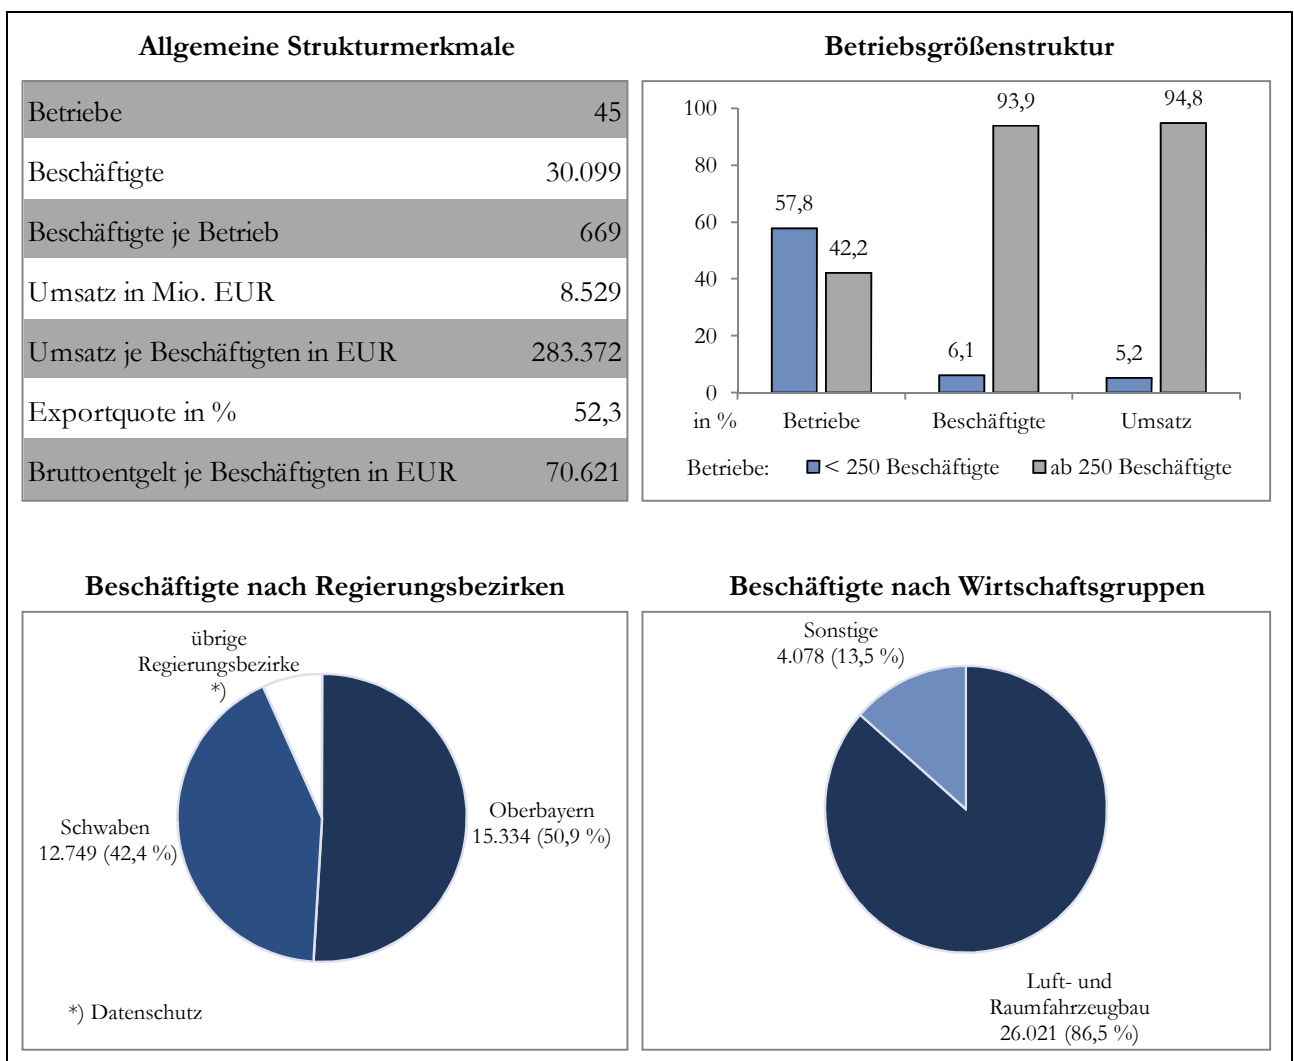 Allgemeine Strukturmerkmale
Betriebe 45
Beschäftigte 30.099
Beschäftigte je Betrieb 669
Umsatz in Mio. EUR 8.529
Umsatz je Beschäftigten in EUR 283.372
Exportquote in % 52,3
Bruttoentgelt je Beschäftigten in EUR 70.621
Betriebsgrößenstruktur
100
80
60
40
20
0
57,8
42,2
6,1
93,9
5,2
94,8
in % Betriebe Beschäftigte Umsatz
Betriebe: < 250 Beschäftigte ab 250 Beschäftigte
Beschäftigte nach Regierungsbezirken
übrige
Regierungsbezirke
*)
Schwaben
12.749 (42,4 %)
Oberbayern
15.334 (50,9 %)
*) Datenschutz
Beschäftigte nach Wirtschaftsgruppen
Sonstige
4.078 (13,5 %)
Luft- und
Raumfahrzeugbau
26.021 (86,5 %)